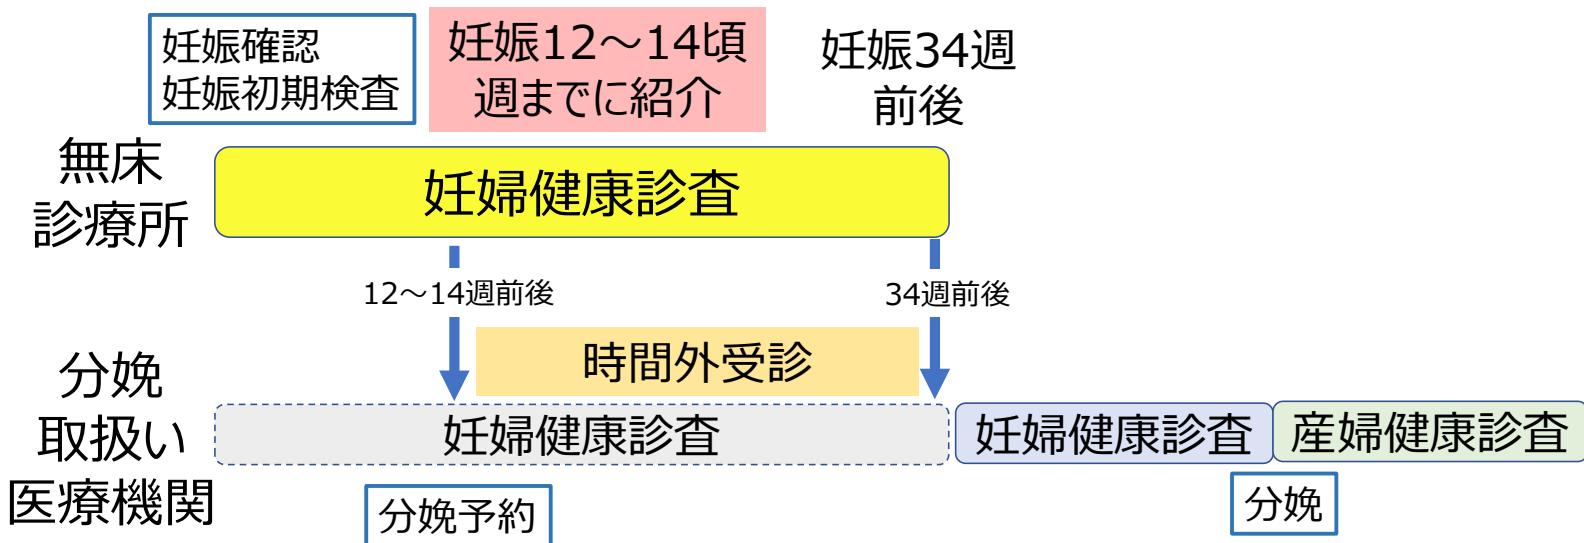 妊娠確認
妊娠初期検査
妊娠12～14頃
週までに紹介
妊娠34週
前後
無床
診療所
妊婦健康診査
12～14週前後
34週前後
時間外受診
分娩
取扱い
医療機関
妊婦健康診査
妊婦健康診査
産婦健康診査
分娩予約
分娩